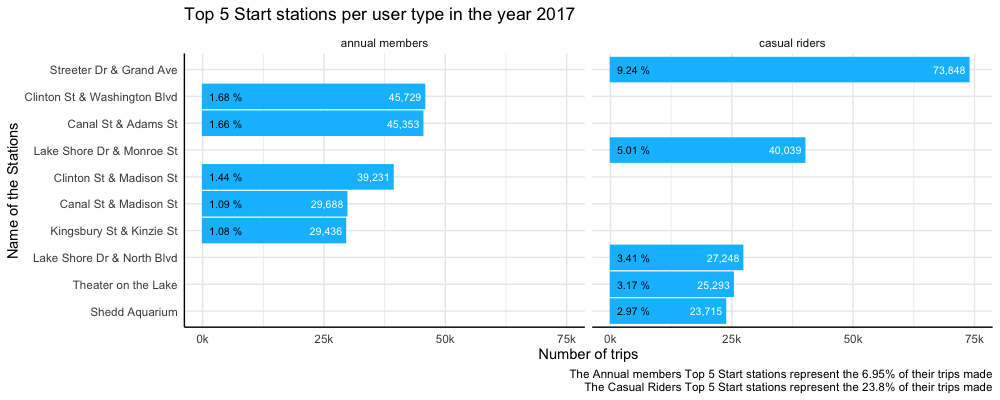 Top 5 Start stations per user type in the year 2017
annual members
casual riders
Name of the Stations
Streeter Dr & Grand Ave
9.24 %
73,848
Clinton St & Washington Blvd
1.68 %
45,729
Canal St & Adams St
1.66 %
45,353
Lake Shore Dr & Monroe St
5.01 %
40,039
Clinton St & Madison St
1.44 %
39,231
Canal St & Madison St
1.09 %
29,688
Kingsbury St & Kinzie St
1.08 %
29,436
Lake Shore Dr & North Blvd
3.41 %
27,248
Theater on the Lake
3.17 %
25,293
Shedd Aquarium
2.97 %
23,715
0k
25k
50k
75k
0k
25k
50k
75k
Number of trips
The Annual members Top 5 Start stations represent the 6.95% of their trips made
The Casual Riders Top 5 Start stations represent the 23.8% of their trips made